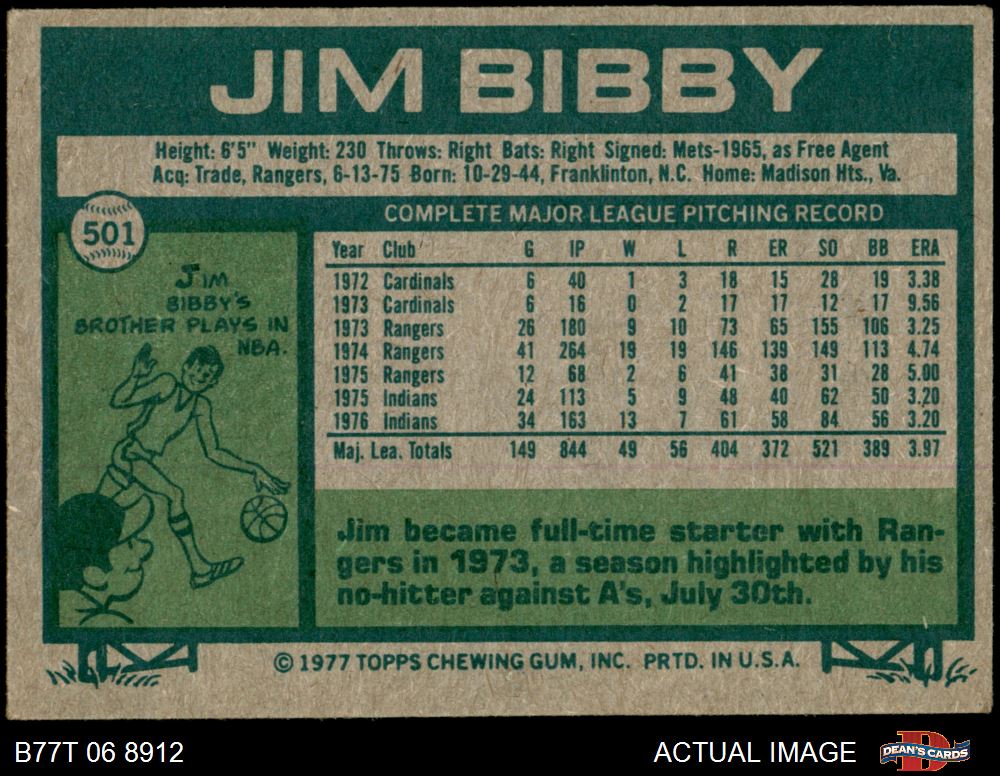 JIM BIBBY
Height: 6'5" Weight: 230 Throws: Right Bats: Right Signed: Mets-1965, as Free Agent
Acq: Trade, Rangers, 6-13-75 Born: 10-29-44, Franklinton, N.C. Home: Madison Hts., Va.
501
COMPLETE MAJOR LEAGUE PITCHING RECORD
JIM
BIBBY'S
BROTHER PLAYS IN
NBA.
Year Club G IP W L R ER SO BB ERA
1972 Cardinals 6 40 1 3 18 15 28 19 3.38
1973 Cardinals 6 16 0 2 17 17 12 17 9.56
1973 Rangers 26 180 9 10 73 65 155 106 3.25
1974 Rangers 41 264 19 19 146 139 149 113 4.74
1975 Rangers 12 68 2 6 41 38 31 28 5.00
1975 Indians 24 113 5 9 48 40 62 50 3.20
1976 Indians 34 163 13 7 61 58 84 56 3.20
Maj. Lea. Totals 149 844 49 56 404 372 521 389 3.97
Jim became full-time starter with Ran-
gers in 1973, a season highlighted by his
no-hitter against A's, July 30th.
© 1977 TOPPS CHEWING GUM, INC. PRTD. IN U.S.A.
B77T 06 8912
ACTUAL IMAGE
DEAN'S CARDS